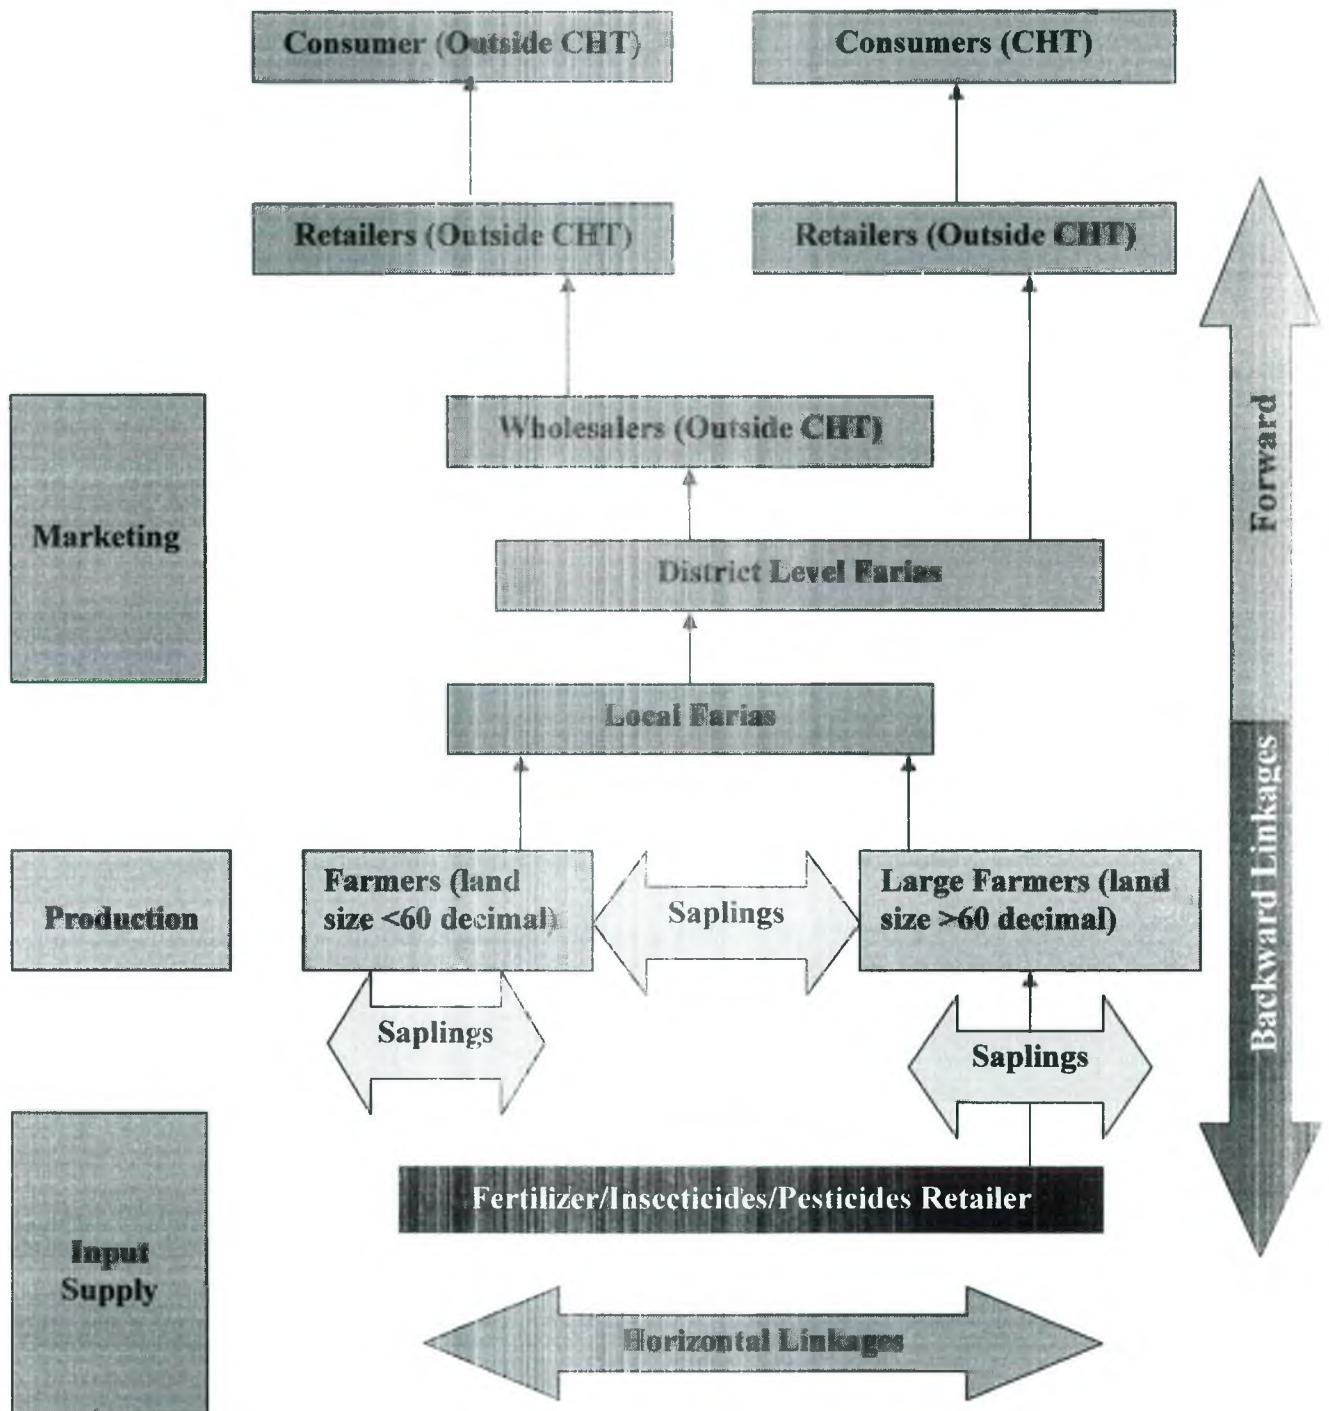 Consumer (Outside CHT)
Consumers (CHT)
Retailers (Outside CHT)
Retailers (Outside CHT)
Wholesalers (Outside CHT)
Marketing
District Level Farias
Local Farias
Forward
Production
Farmers (land
size <60 decimal)
Saplings
Large Farmers (land
size >60 decimal)
Saplings
Saplings
Backward Linkages
Fertilizer/Insecticides/Pesticides Retailer
Input
Supply
Horizontal Linkages